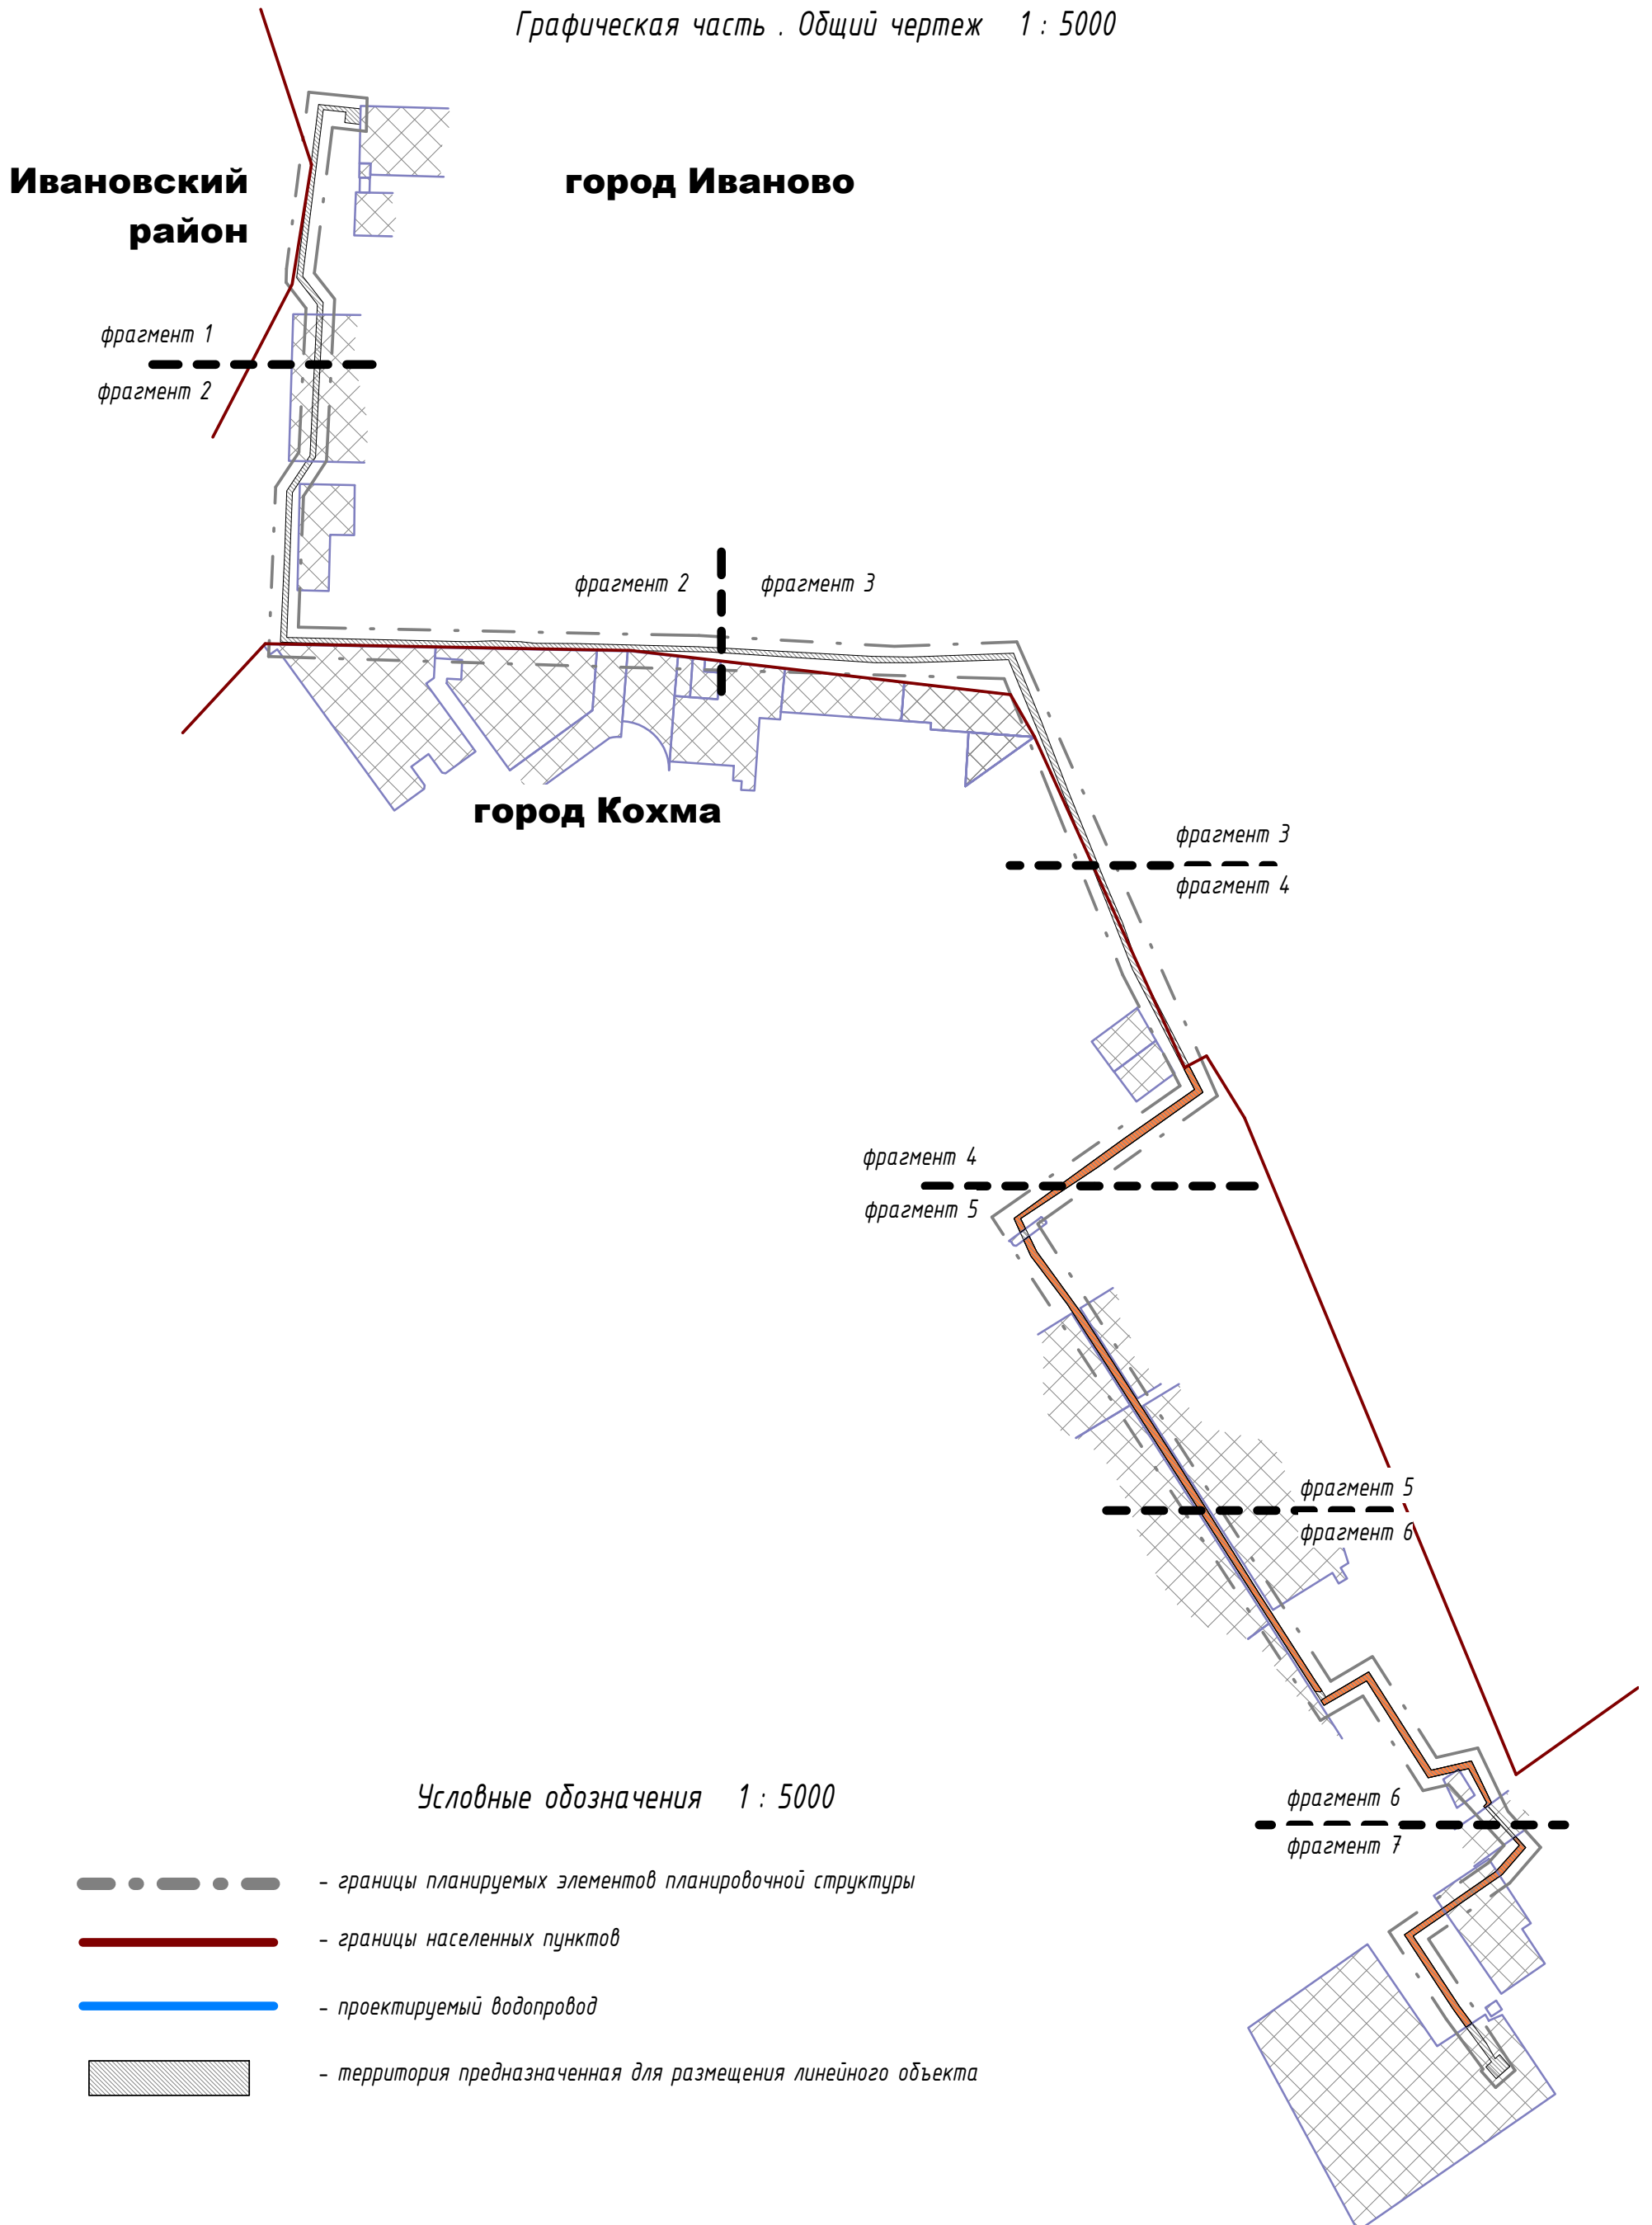 Графическая часть . Общий чертеж 1 : 5000
Ивановский
район
город Иваново
фрагмент 1
фрагмент 2
фрагмент 2
фрагмент 3
город Кохма
фрагмент 3
фрагмент 4
фрагмент 4
фрагмент 5
фрагмент 5
фрагмент 6
фрагмент 6
фрагмент 7
Условные обозначения 1 : 5000
- границы планируемых элементов планировочной структуры
- границы населенных пунктов
- проектируемый водопровод
- территория предназначенная для размещения линейного объекта